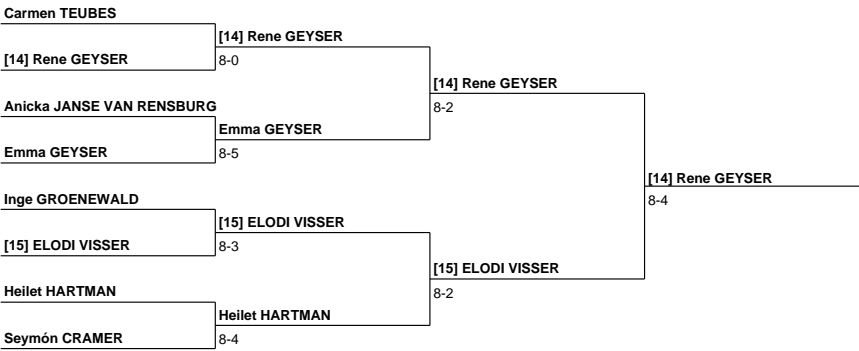 Carmen TEUBES
[14] Rene GEYSER
[14] Rene GEYSER
8-0
[14] Rene GEYSER
8-2
Anicka JANSE VAN RENSBURG
Emma GEYSER
Emma GEYSER
8-5
[14] Rene GEYSER
8-4
Inge GROENEWALD
[15] ELODI VISSER
[15] ELODI VISSER
8-3
[15] ELODI VISSER
8-2
Heilet HARTMAN
Heilet HARTMAN
Seymón CRAMER
8-4